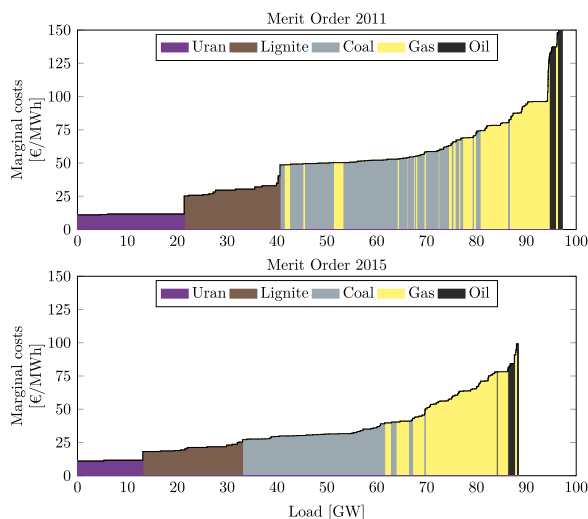 Merit Order 2011
Marginal costs
[€/MWh]
150
125
100
75
50
25
0
Uran Lignite Coal Gas Oil
0 10 20 30 40 50 60 70 80 90 100
Merit Order 2015
Marginal costs
[€/MWh]
150
125
100
75
50
25
0
Uran Lignite Coal Gas Oil
0 10 20 30 40 50 60 70 80 90 100
Load [GW]